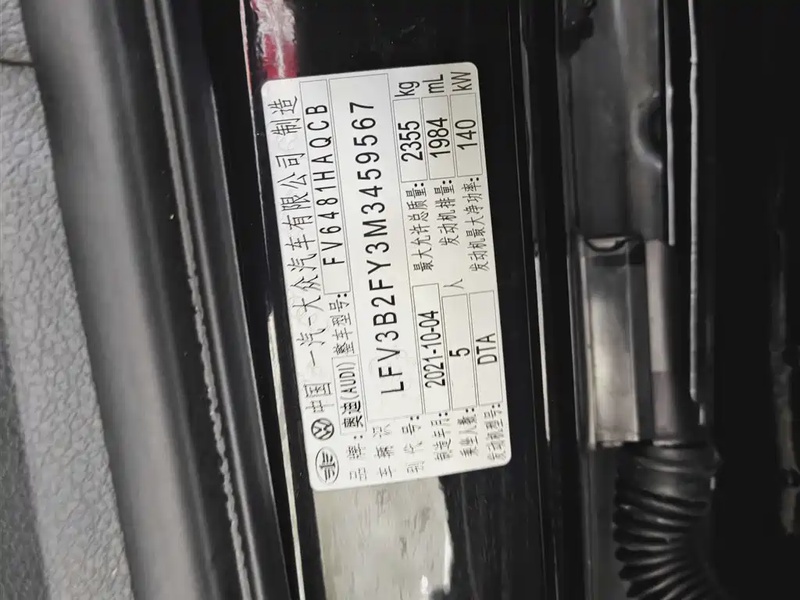 中国 一汽-大众汽车有限公司 制造
品牌: 奥迪(AUDI) 整车型号: FV6481HAQCB
车辆识别代号: LFV3B2FY3M3459567
制造年月: 2021-10-04 最大允许总质量: 2355 kg
乘坐人数: 5 人 发动机排量: 1984 mL
发动机型号: DTA 发动机最大净功率: 140 kW